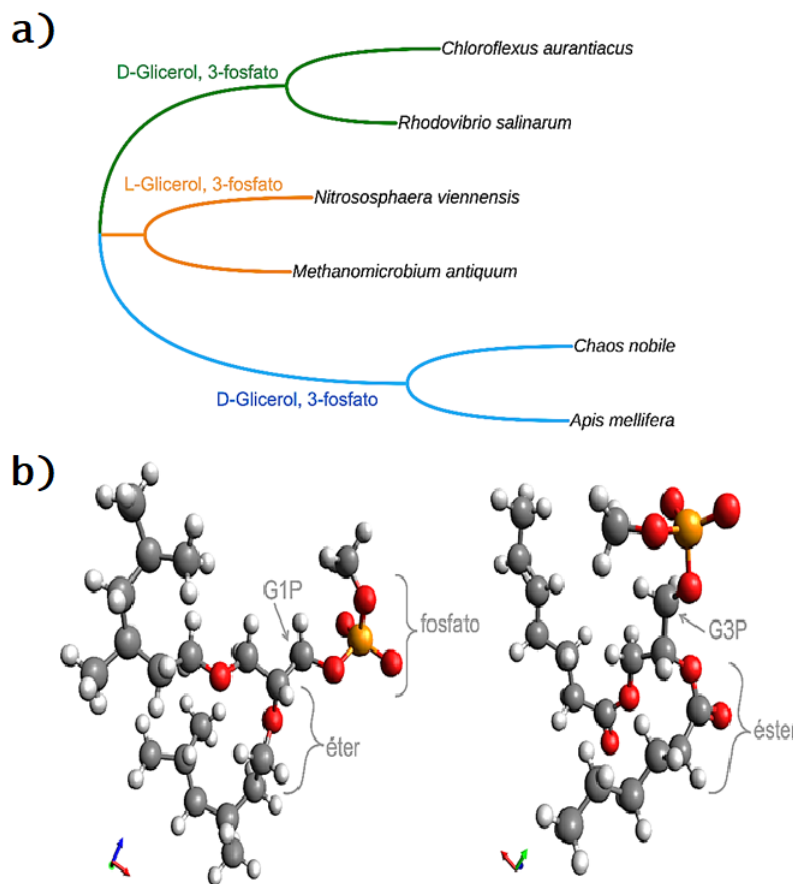 a)
Chloroflexus aurantiacus
D-Glicerol, 3-fosfato
Rhodovibrio salinarum
L-Glicerol, 3-fosfato
Nitrososphaera viennensis
Methanomicrobium antiquum
Chaos nobile
D-Glicerol, 3-fosfato
Apis mellifera
b)
G1P
fosfato
éter
G3P
éster